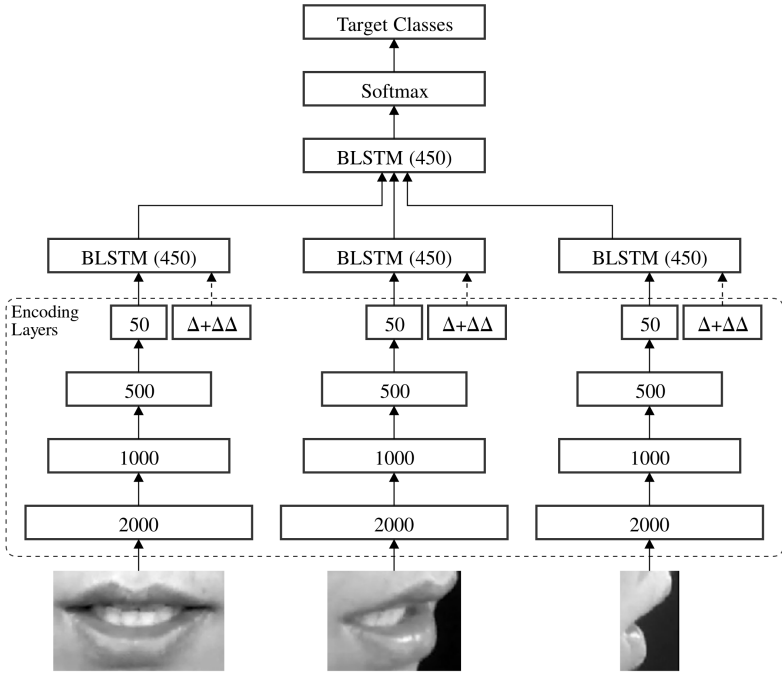 Target Classes
Softmax
BLSTM (450)
BLSTM (450) BLSTM (450) BLSTM (450)
Encoding
Layers
50 Δ+ΔΔ 50 Δ+ΔΔ 50 Δ+ΔΔ
500 500 500
1000 1000 1000
2000 2000 2000